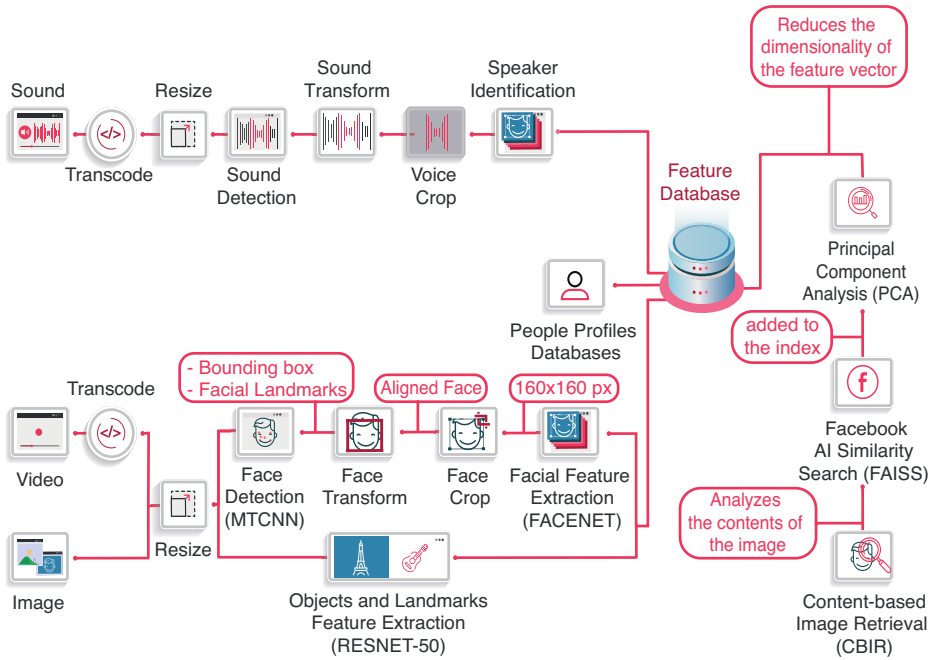 Sound
Transcode
Resize
Sound
Detection
Sound
Transform
Voice
Crop
Speaker
Identification
Feature
Database
Reduces the
dimensionality of
the feature vector
Principal
Component
Analysis (PCA)
added to
the index
Facebook
AI Similarity
Search (FAISS)
Analyzes
the contents of
the image
Content-based
Image Retrieval
(CBIR)
People Profiles
Databases
Video
Transcode
Image
Resize
- Bounding box
- Facial Landmarks
Face
Detection
(MTCNN)
Face
Transform
Aligned Face
Face
Crop
160x160 px
Facial Feature
Extraction
(FACENET)
Objects and Landmarks
Feature Extraction
(RESNET-50)